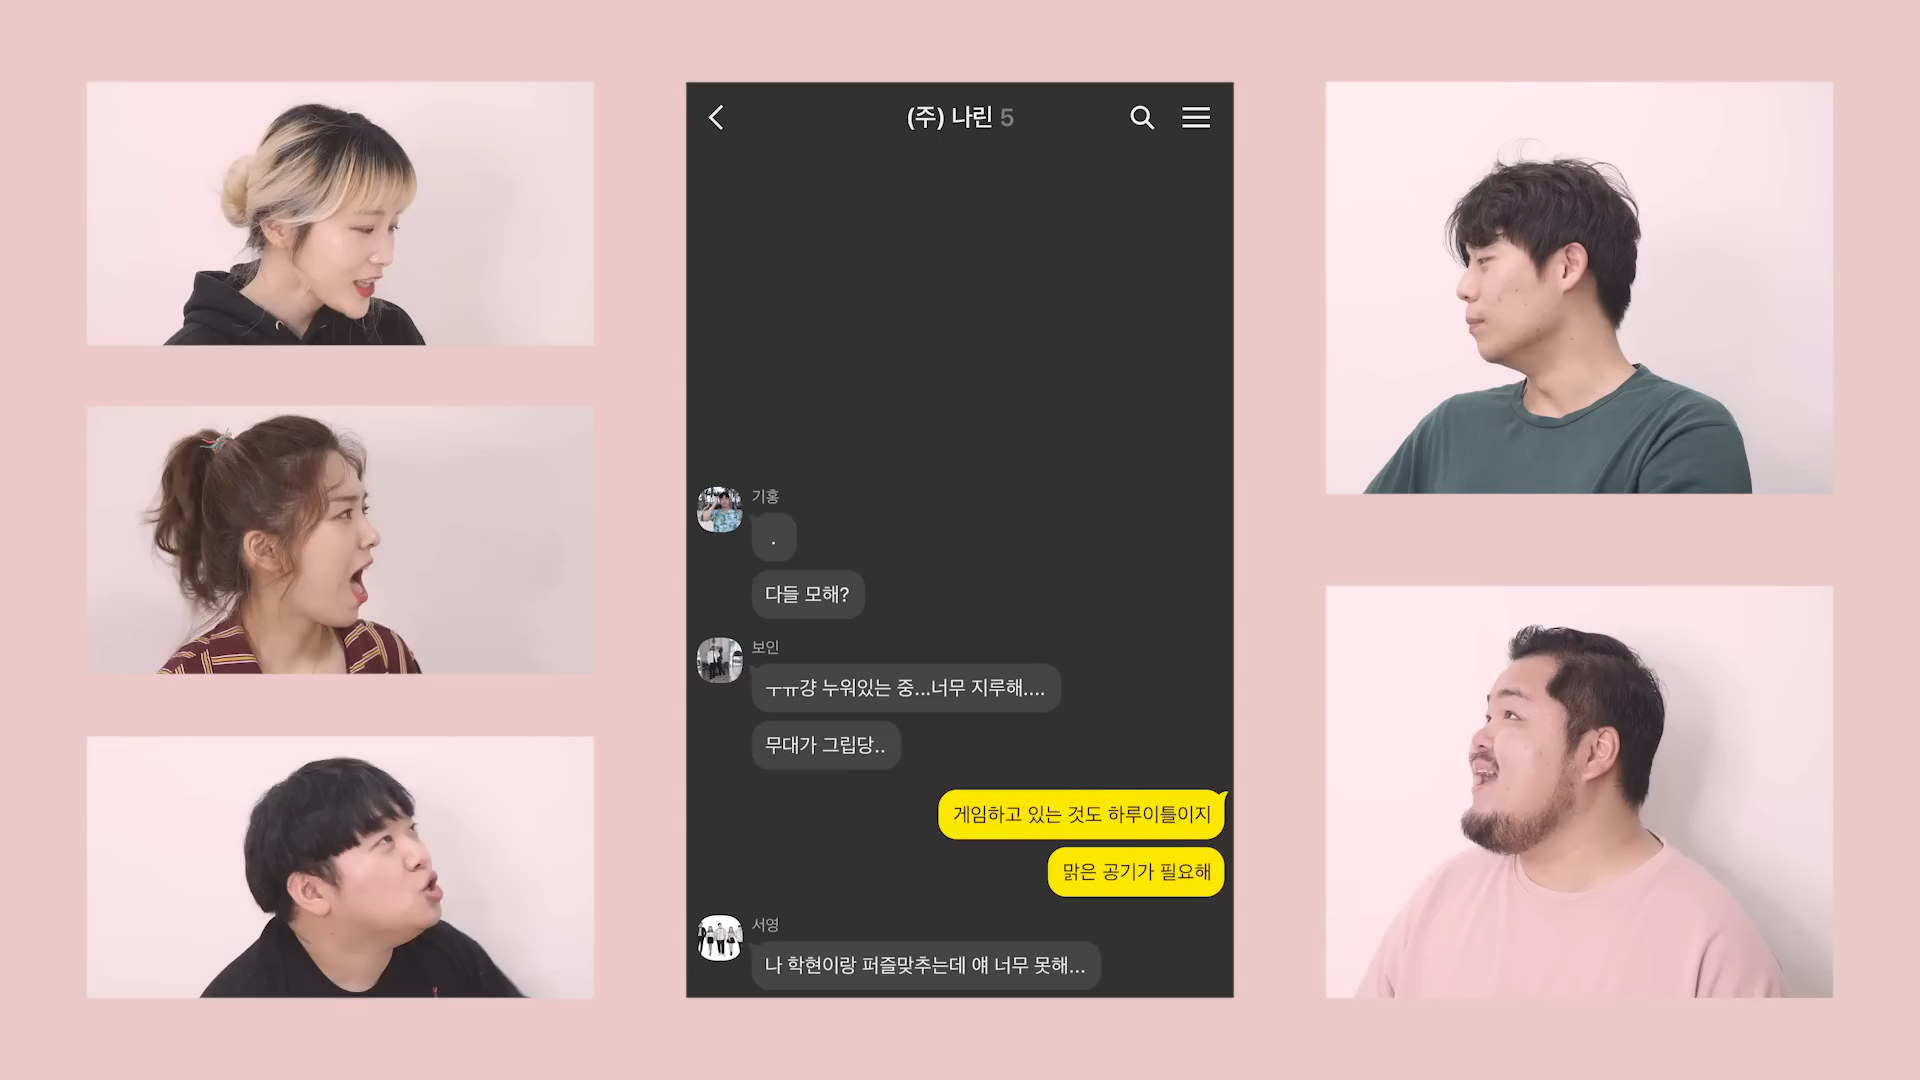 (주) 나린 5
기홍
.
다들 모해?
보인
ㅜㅠ걍 누워있는 중...너무 지루해....
무대가 그립당..
게임하고 있는 것도 하루이틀이지
맑은 공기가 필요해
서영
나 학현이랑 퍼즐맞추는데 얘 너무 못해...